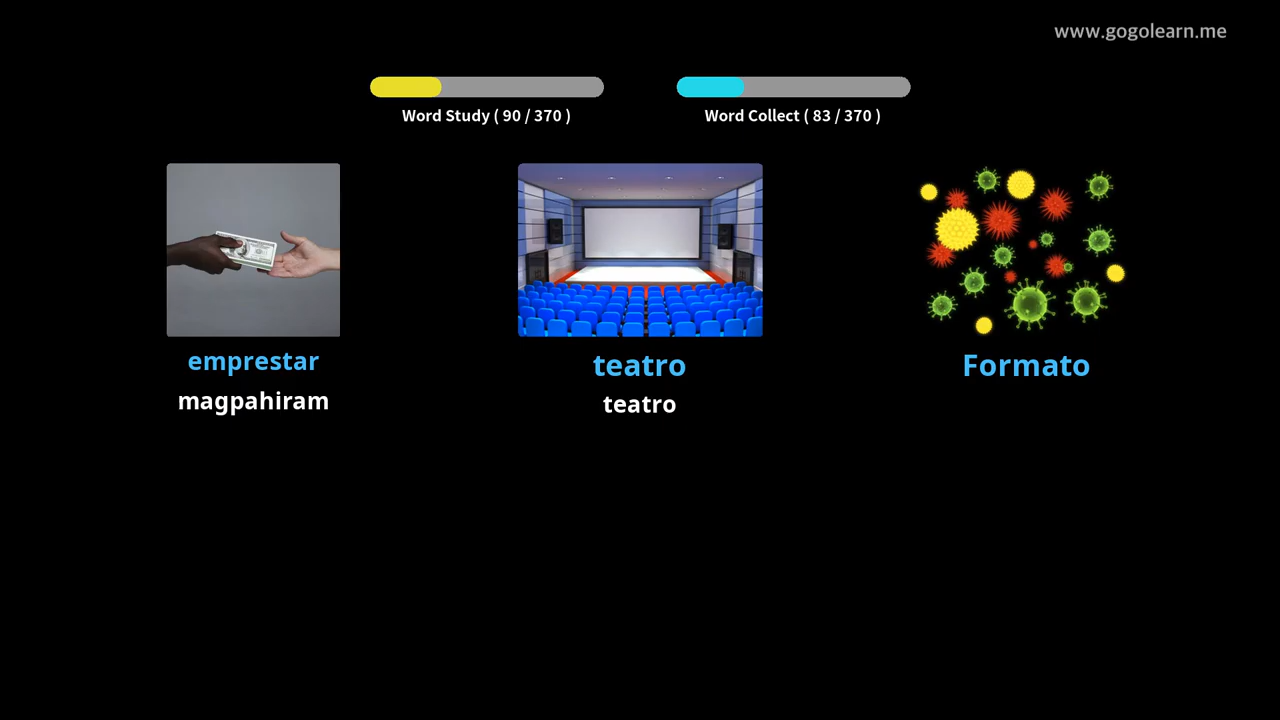 www.gogolearn.me
Word Study ( 90 / 370 )
Word Collect ( 83 / 370 )
emprestar
magpahiram
teatro
teatro
Formato